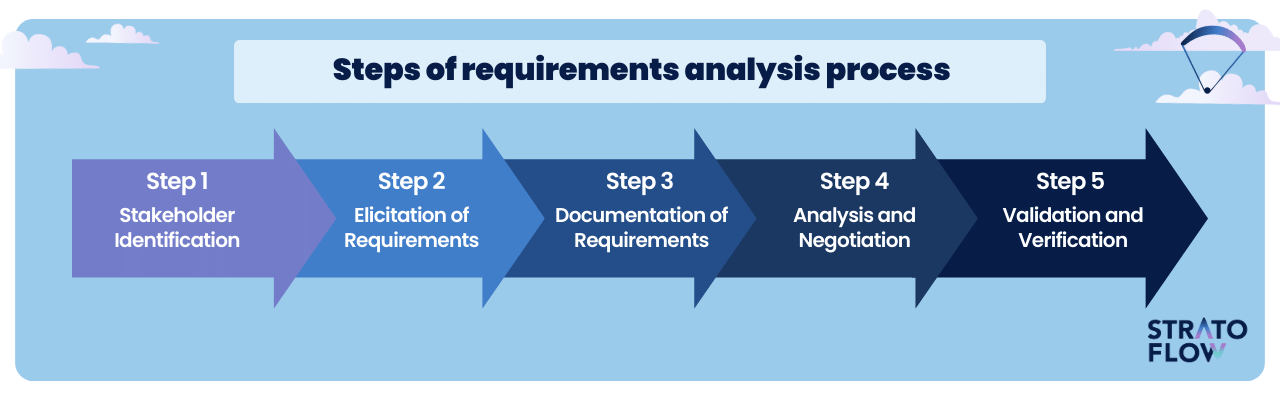 Steps of requirements analysis process
Step 1
Stakeholder
Identification
Step 2
Elicitation of
Requirements
Step 3
Documentation of
Requirements
Step 4
Analysis and
Negotiation
Step 5
Validation and
Verification
STRATO
FLOW